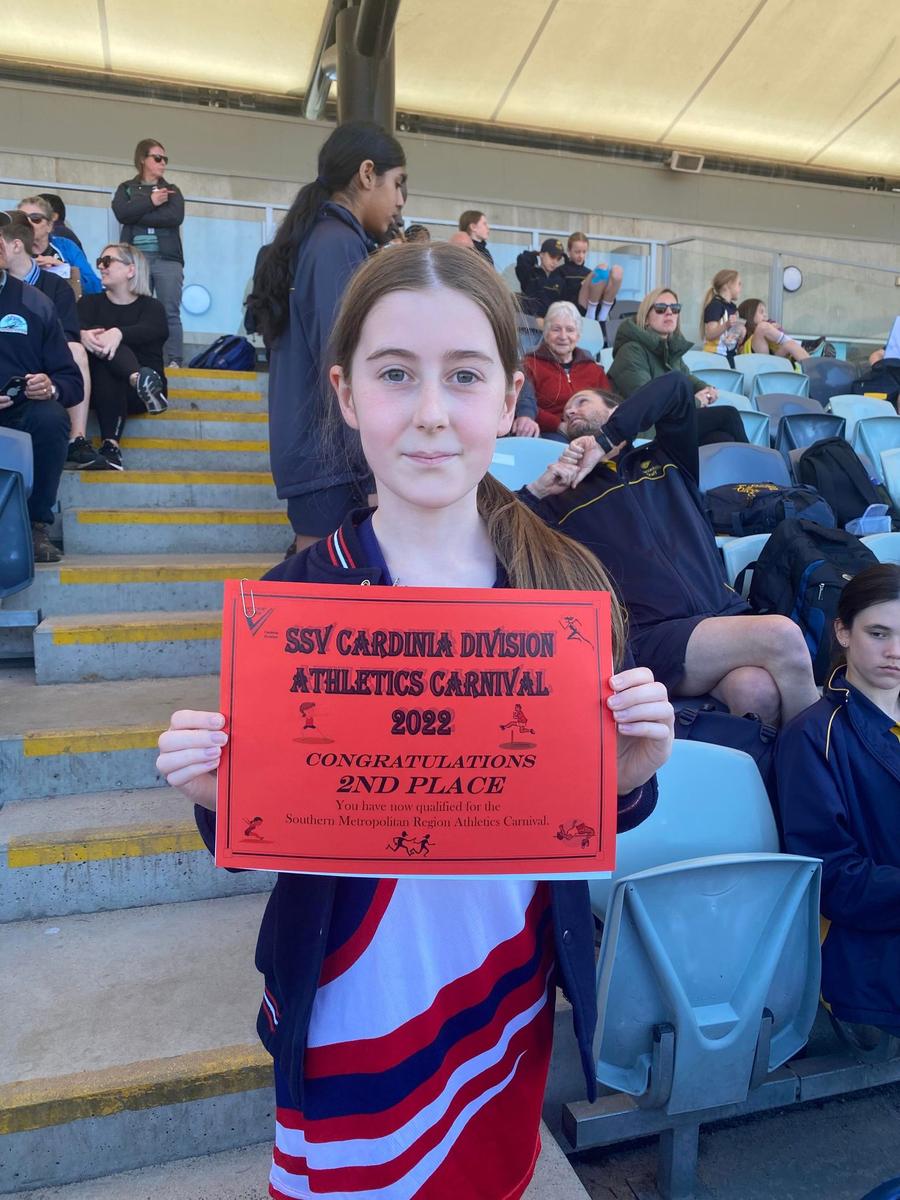 SSV CARDINIA DIVISION
ATHLETICS CARNIVAL
2022
CONGRATULATIONS
2ND PLACE
You have now qualified for the
Southern Metropolitan Region Athletics Carnival.